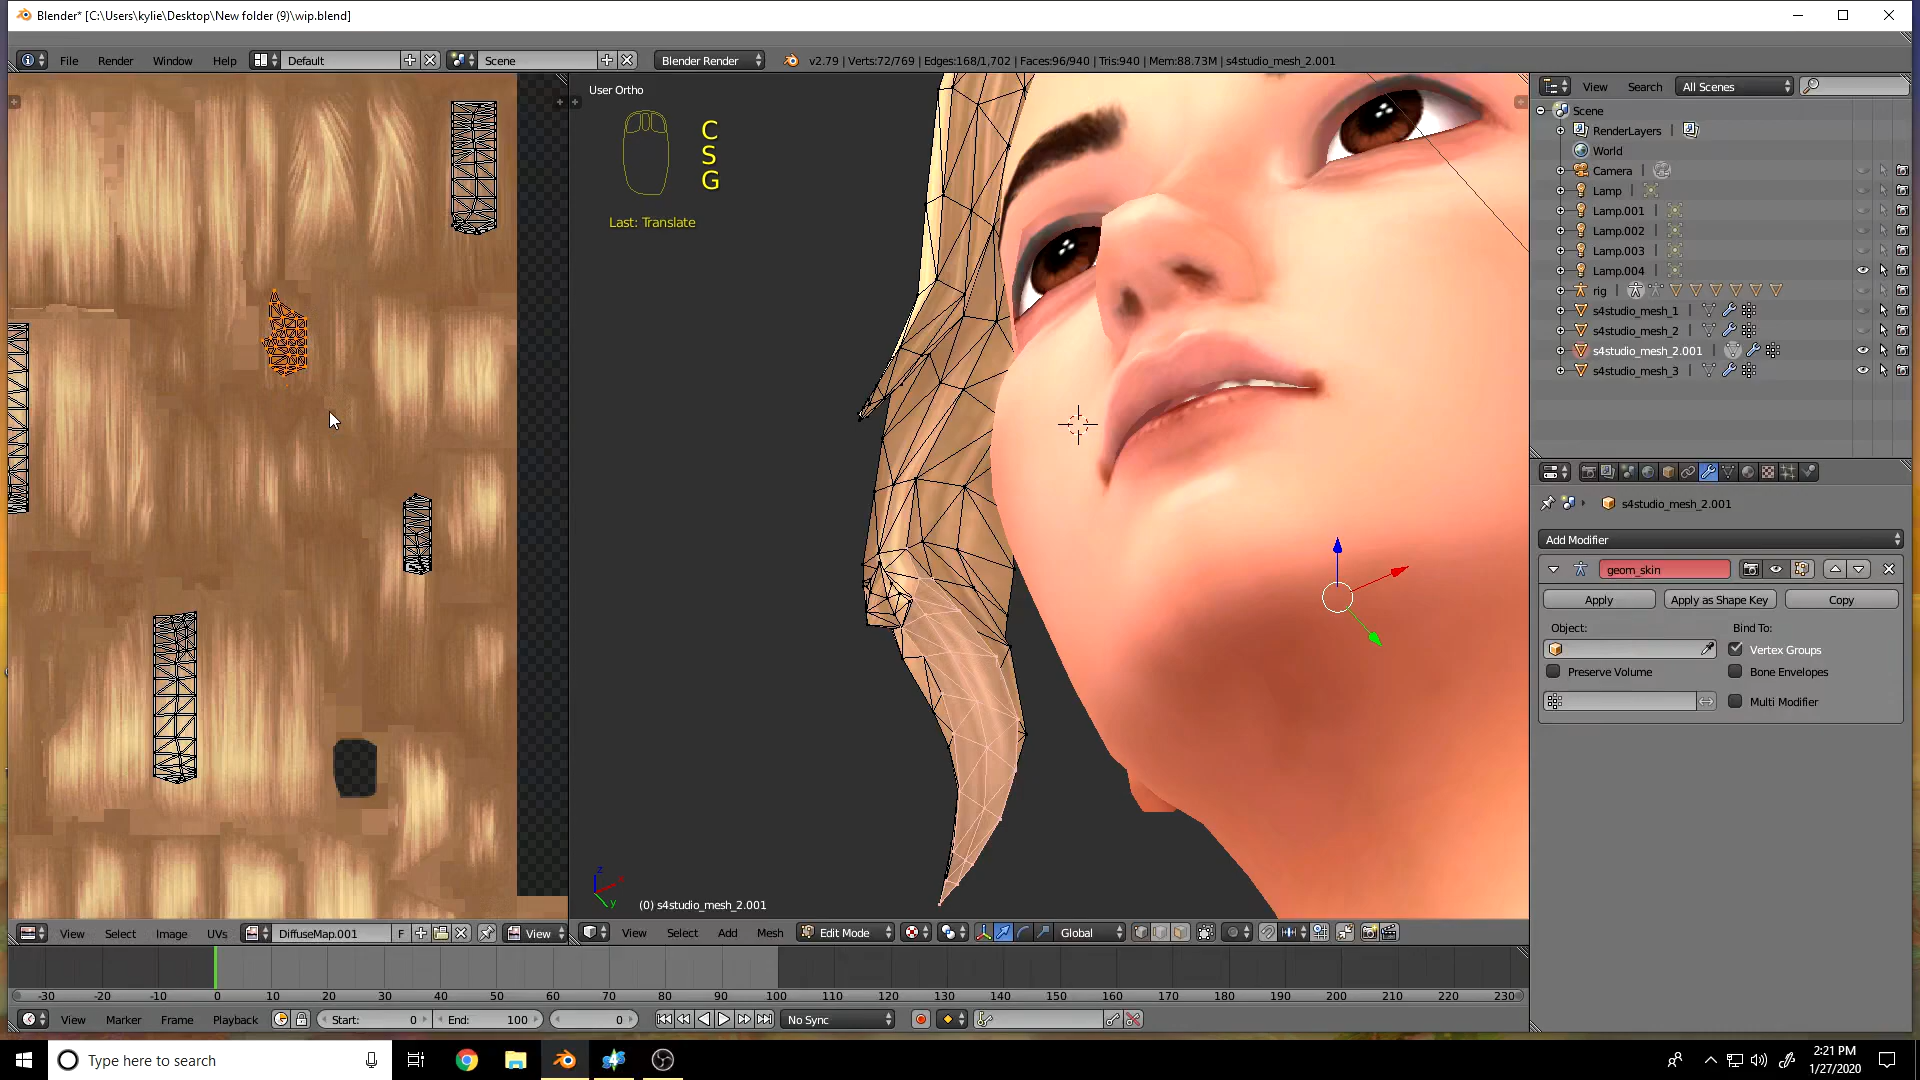 Blender* [C:\Users\kylie\Desktop\New folder (9)\wip.blend]
File Render Window Help Default Scene Blender Render v2.79 | Verts:72/769 | Edges:168/1,702 | Faces:96/940 | Tris:940 | Mem:88.73M | s4studio_mesh_2.001
User Ortho
C
S
G
Last: Translate
(0) s4studio_mesh_2.001
View Search All Scenes
Scene
RenderLayers
World
Camera
Lamp
Lamp.001
Lamp.002
Lamp.003
Lamp.004
rig
s4studio_mesh_1
s4studio_mesh_2
s4studio_mesh_2.001
s4studio_mesh_3
s4studio_mesh_2.001
Add Modifier
geom_skin
Apply Apply as Shape Key Copy
Object: Bind To:
Vertex Groups
Preserve Volume Bone Envelopes
Multi Modifier
z
x
y
View Select Image UVs DiffuseMap.001 F View
View Select Add Mesh Edit Mode Global
-30 -20 -10 0 10 20 30 40 50 60 70 80 90 100 110 120 130 140 150 160 170 180 190 200 210 220 230
View Marker Frame Playback Start: 0 End: 100 0 No Sync
Type here to search
2:21 PM
1/27/2020